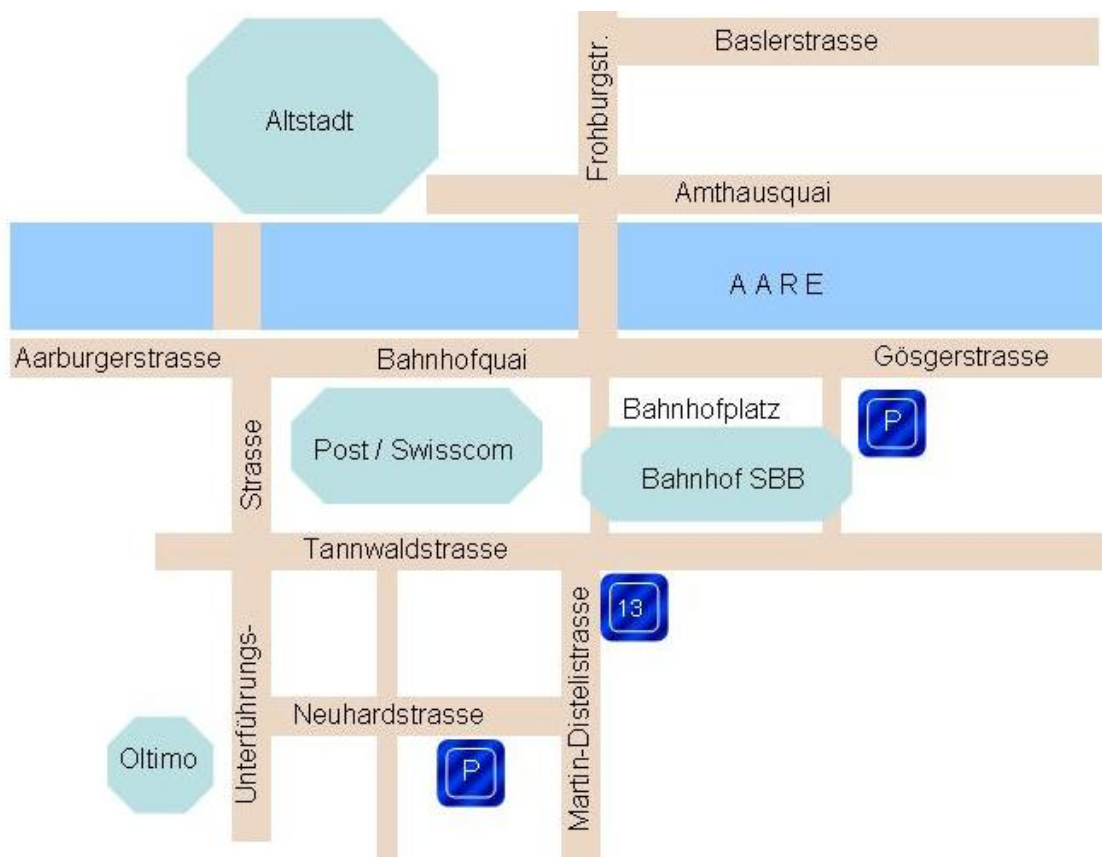 Baslerstrasse
Frohburgstr.
Altstadt
Amthausquai
A A R E
Aarburgerstrasse
Bahnhofquai
Gösgerstrasse
Bahnhofplatz
P
Post / Swisscom
Bahnhof SBB
Unterführungs- Strasse
Tannwaldstrasse
13
Martin-Distelistrasse
Neuhardstrasse
Oltimo
P